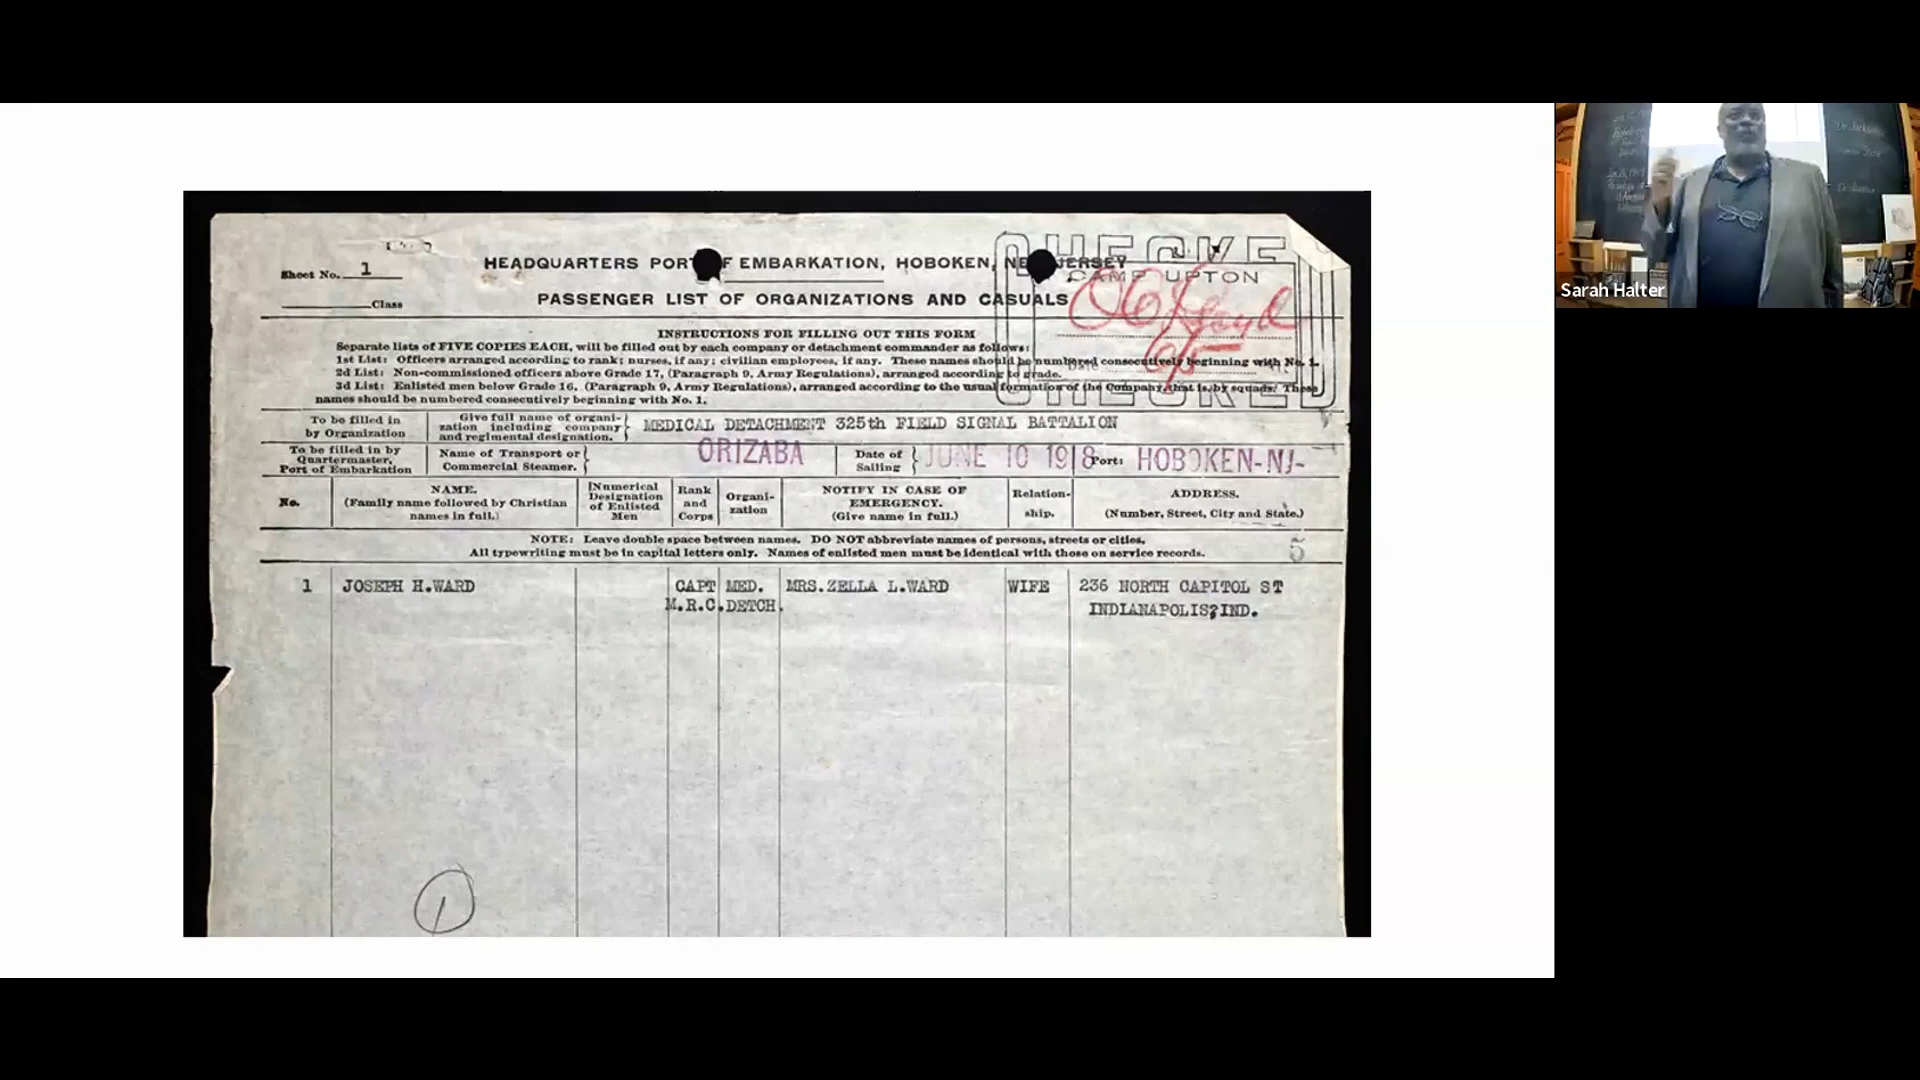 Sheet No. 1
Class
HEADQUARTERS PORT OF EMBARKATION, HOBOKEN, NEW JERSEY
PASSENGER LIST OF ORGANIZATIONS AND CASUALS
CHECKED
CAMP UPTON
INSTRUCTIONS FOR FILLING OUT THIS FORM
Separate lists of FIVE COPIES EACH, will be filled out by each company or detachment commander as follows:
1st List: Officers arranged according to rank; nurses, if any; civilian employees, if any. These names should be numbered consecutively beginning with No. 1.
2d List: Non-commissioned officers above Grade 17, (Paragraph 9, Army Regulations), arranged according to grade.
3d List: Enlisted men below Grade 16, (Paragraph 9, Army Regulations), arranged according to the usual formation of the Company, that is, by squads. These
names should be numbered consecutively beginning with No. 1.
CHECKED
To be filled in
by Organization
Give full name of organi-
zation including company
and regimental designation.
MEDICAL DETACHMENT 325th FIELD SIGNAL BATTALION
To be filled in by
Quartermaster,
Port of Embarkation
Name of Transport or
Commercial Steamer.
ORIZABA
Date of
Sailing
JUNE 10 1918
Port: HOBOKEN-NJ-
No.
NAME.
(Family name followed by Christian
names in full.)
Numerical
Designation
of Enlisted
Men
Rank
and
Corps
Organi-
zation
NOTIFY IN CASE OF
EMERGENCY.
(Give name in full.)
Relation-
ship.
ADDRESS.
(Number, Street, City and State.)
NOTE: Leave double space between names. DO NOT abbreviate names of persons, streets or cities.
All typewriting must be in capital letters only. Names of enlisted men must be identical with those on service records.
5
1 JOSEPH H.WARD CAPT MED. MRS.ZELLA L.WARD WIFE 236 NORTH CAPITOL ST
M.R.C. DETCH. INDIANAPOLIS,IND.
1
Sarah Halter